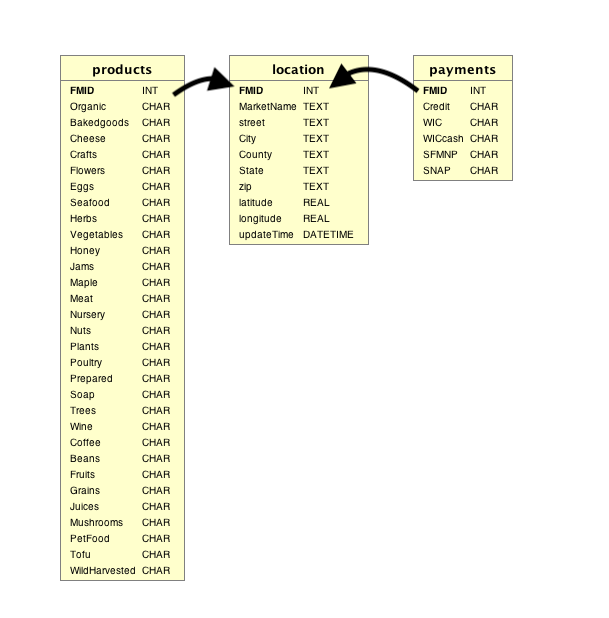 products
FMID INT
Organic CHAR
Bakedgoods CHAR
Cheese CHAR
Crafts CHAR
Flowers CHAR
Eggs CHAR
Seafood CHAR
Herbs CHAR
Vegetables CHAR
Honey CHAR
Jams CHAR
Maple CHAR
Meat CHAR
Nursery CHAR
Nuts CHAR
Plants CHAR
Poultry CHAR
Prepared CHAR
Soap CHAR
Trees CHAR
Wine CHAR
Coffee CHAR
Beans CHAR
Fruits CHAR
Grains CHAR
Juices CHAR
Mushrooms CHAR
PetFood CHAR
Tofu CHAR
WildHarvested CHAR
location
FMID INT
MarketName TEXT
street TEXT
City TEXT
County TEXT
State TEXT
zip TEXT
latitude REAL
longitude REAL
updateTime DATETIME
payments
FMID INT
Credit CHAR
WIC CHAR
WICcash CHAR
SFMNP CHAR
SNAP CHAR